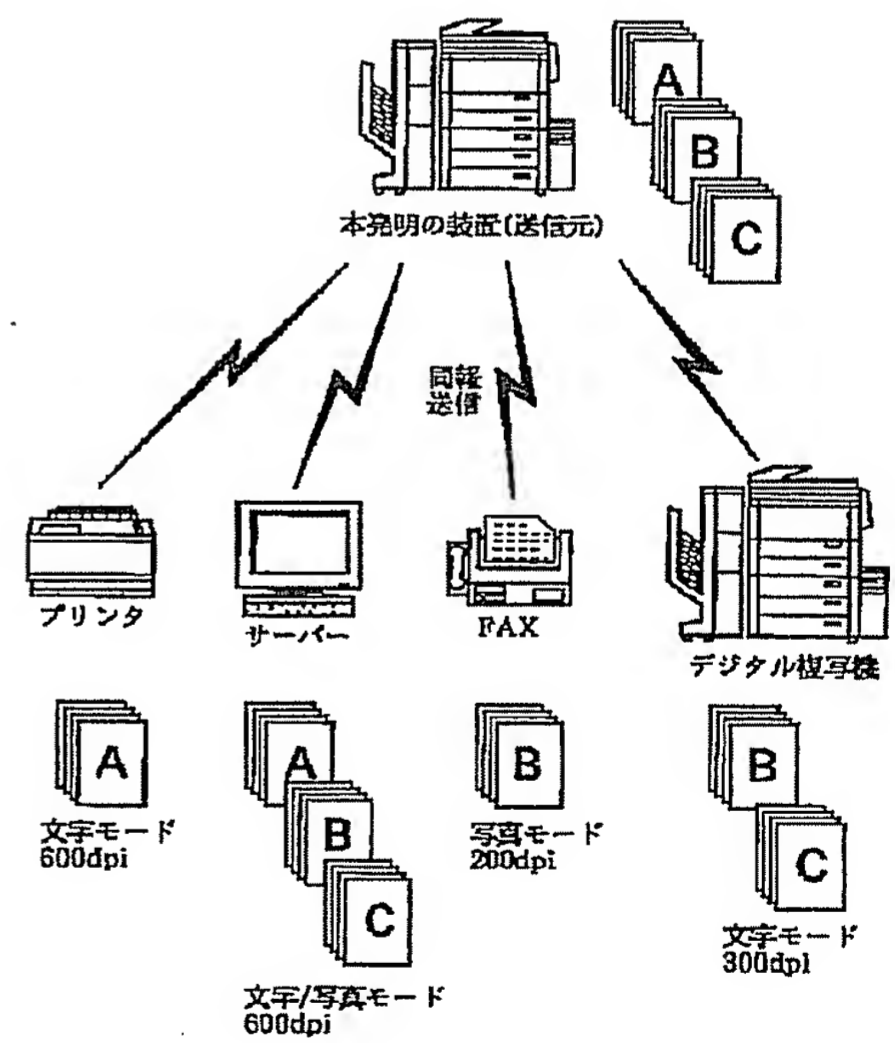 A
B
C
本発明の装置(送信元)
同報
送信
プリンタ
サーバー
FAX
デジタル複写機
A
文字モード
600dpi
A
B
C
文字/写真モード
600dpi
B
写真モード
200dpi
B
C
文字モード
300dpi